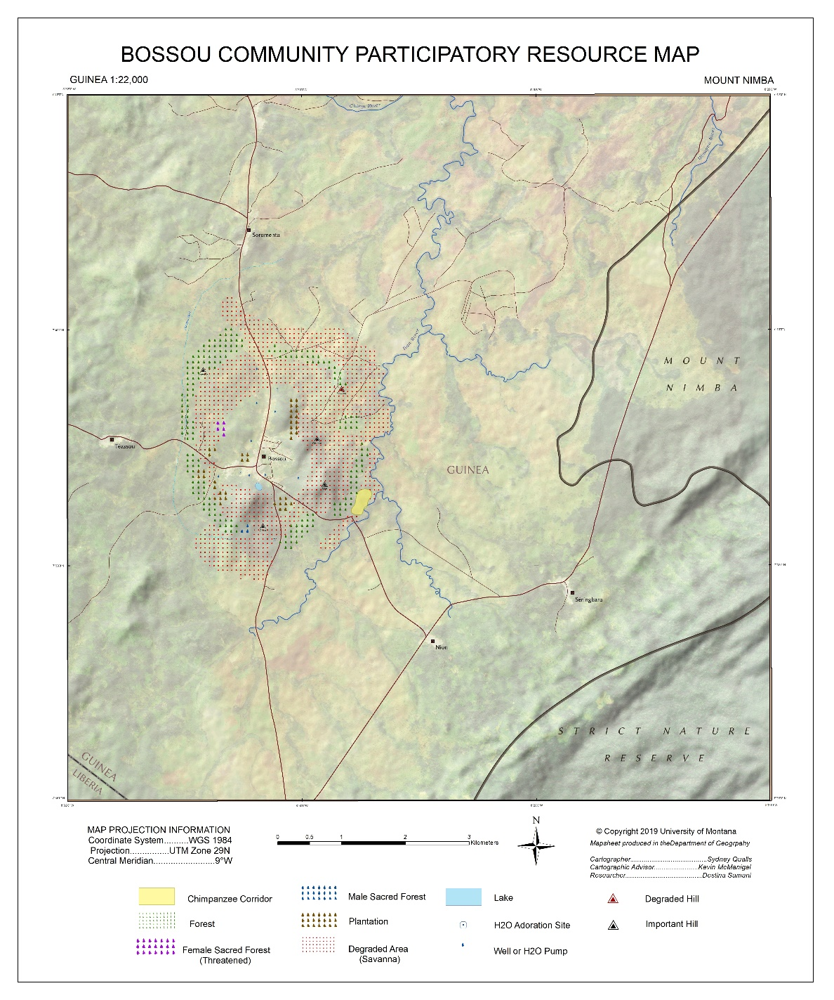 BOSSOU COMMUNITY PARTICIPATORY RESOURCE MAP
GUINEA 1:22,000
MOUNT NIMBA
Soromenta
MOUNT
NIMBA
Téassou
Bossou
GUINEA
Séringbara
Nion
STRICT NATURE
RESERVE
GUINEA
LIBERIA
MAP PROJECTION INFORMATION
Coordinate System..........WGS 1984
Projection................UTM Zone 29N
Central Meridian.........................9°W
0 0.5 1 2 3
Kilometers
N
© Copyright 2019 University of Montana
Mapsheet produced in theDepartment of Geogrpahy
Cartographer.......................................Sydney Qualls
Cartographic Advisor.......................Kevin McManigal
Researcher.......................................Destina Samani
Chimpanzee Corridor
Male Sacred Forest
Lake
Degraded Hill
Forest
Plantation
H2O Adoration Site
Important Hill
Female Sacred Forest
(Threatened)
Degraded Area
(Savanna)
Well or H2O Pump